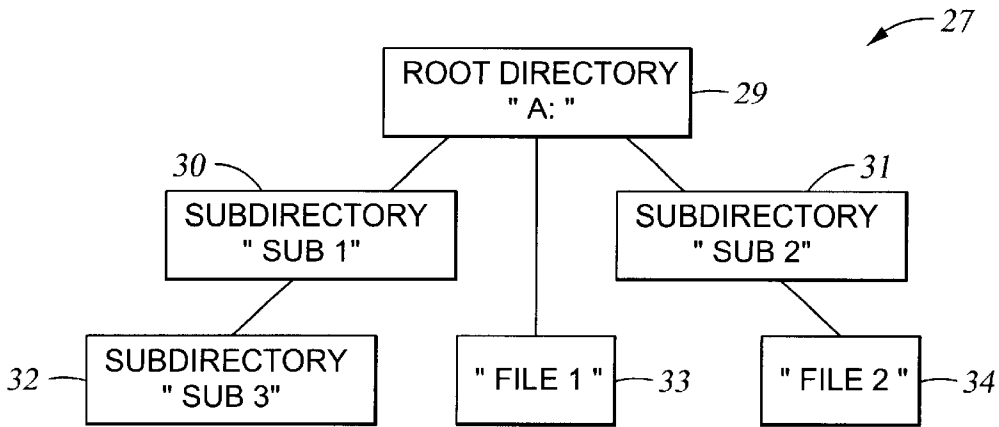 27
ROOT DIRECTORY
" A: "
29
30
31
SUBDIRECTORY
" SUB 1"
SUBDIRECTORY
" SUB 2"
32
SUBDIRECTORY
" SUB 3"
" FILE 1 "
33
" FILE 2 "
34